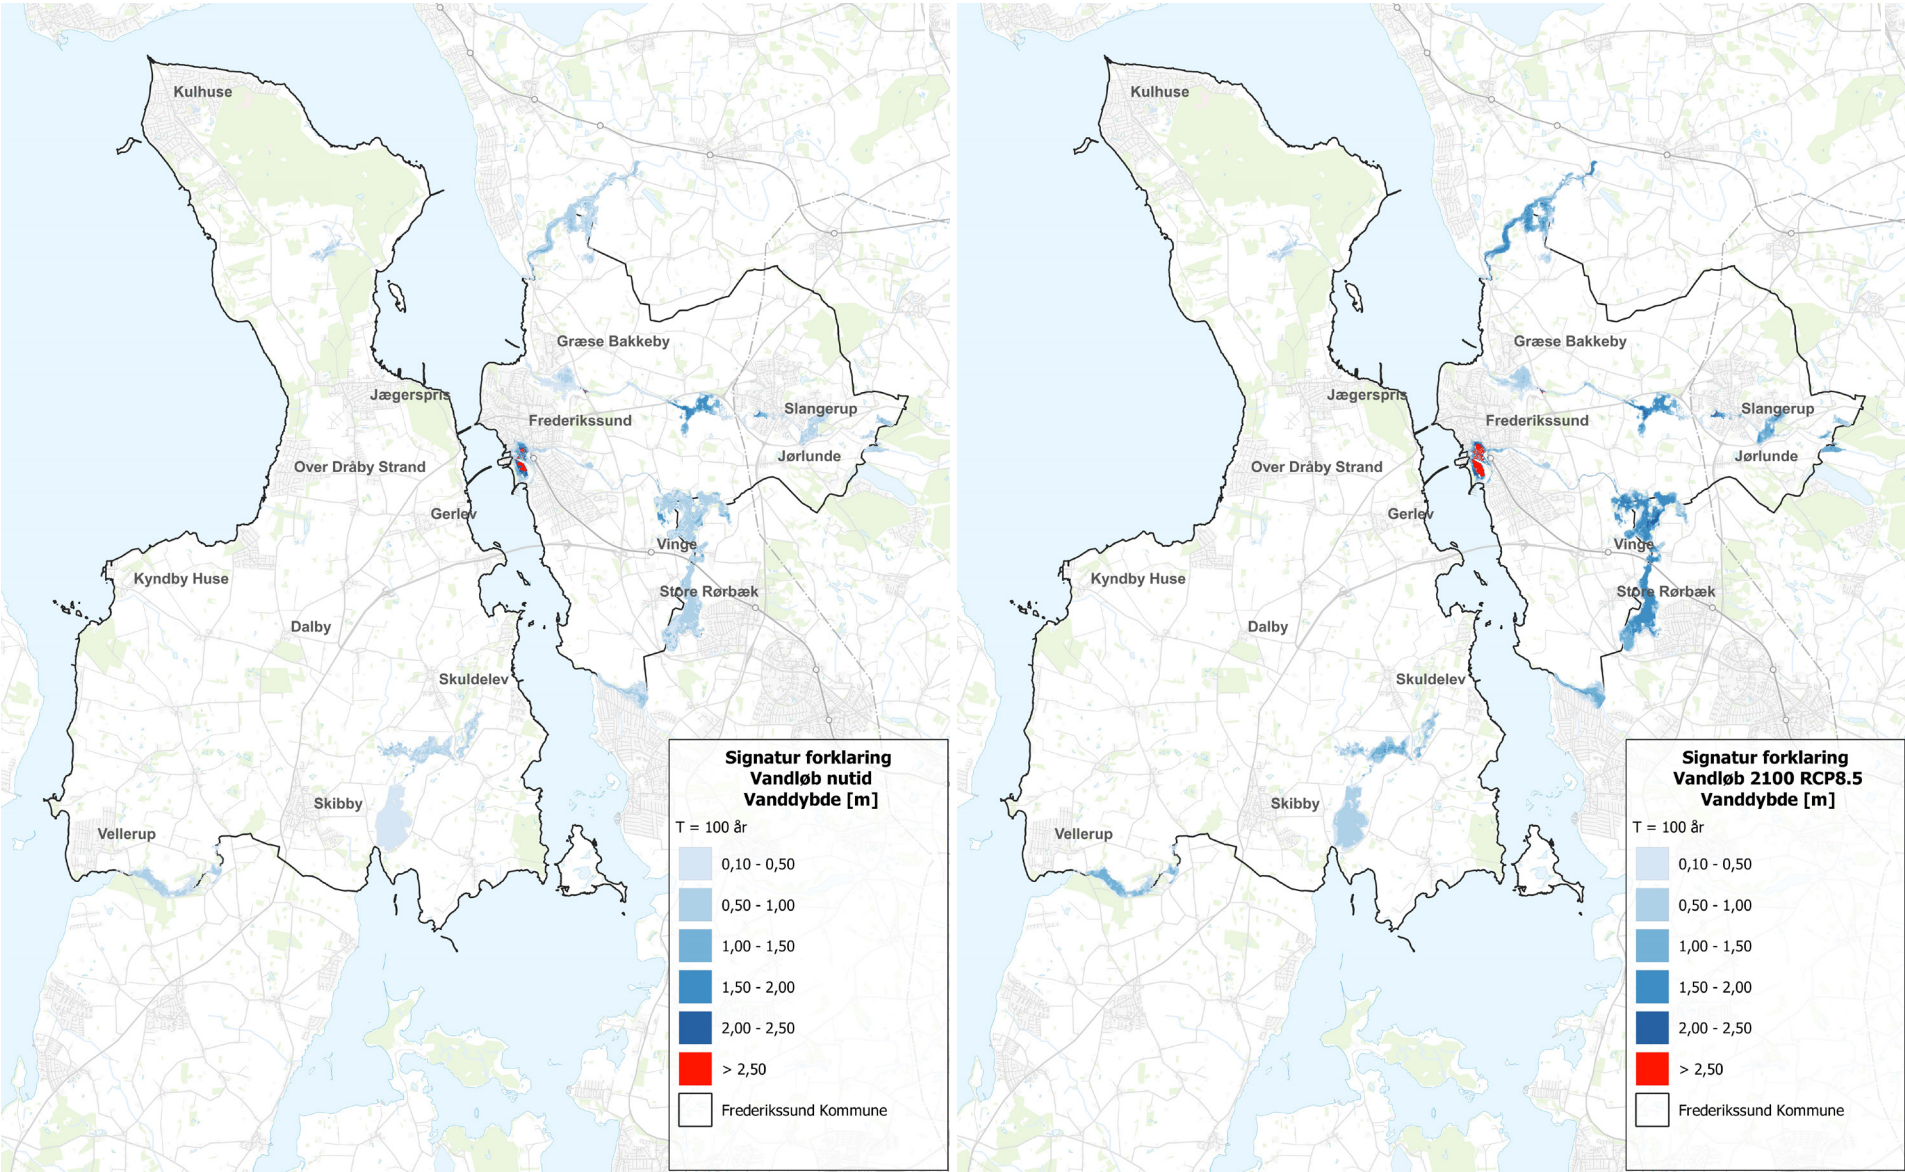 Kulhuse
Græse Bakkeby
Jægerspris
Slangerup
Frederikssund
Jørlunde
Over Dråby Strand
Gerlev
Vinge
Kyndby Huse
Store Rørbæk
Dalby
Skuldelev
Skibby
Vellerup
Signatur forklaring
Vandløb nutid
Vanddybde [m]
T = 100 år
0,10 - 0,50
0,50 - 1,00
1,00 - 1,50
1,50 - 2,00
2,00 - 2,50
> 2,50
Frederikssund Kommune
Kulhuse
Græse Bakkeby
Jægerspris
Slangerup
Frederikssund
Jørlunde
Over Dråby Strand
Gerlev
Vinge
Kyndby Huse
Store Rørbæk
Dalby
Skuldelev
Skibby
Vellerup
Signatur forklaring
Vandløb 2100 RCP8.5
Vanddybde [m]
T = 100 år
0,10 - 0,50
0,50 - 1,00
1,00 - 1,50
1,50 - 2,00
2,00 - 2,50
> 2,50
Frederikssund Kommune